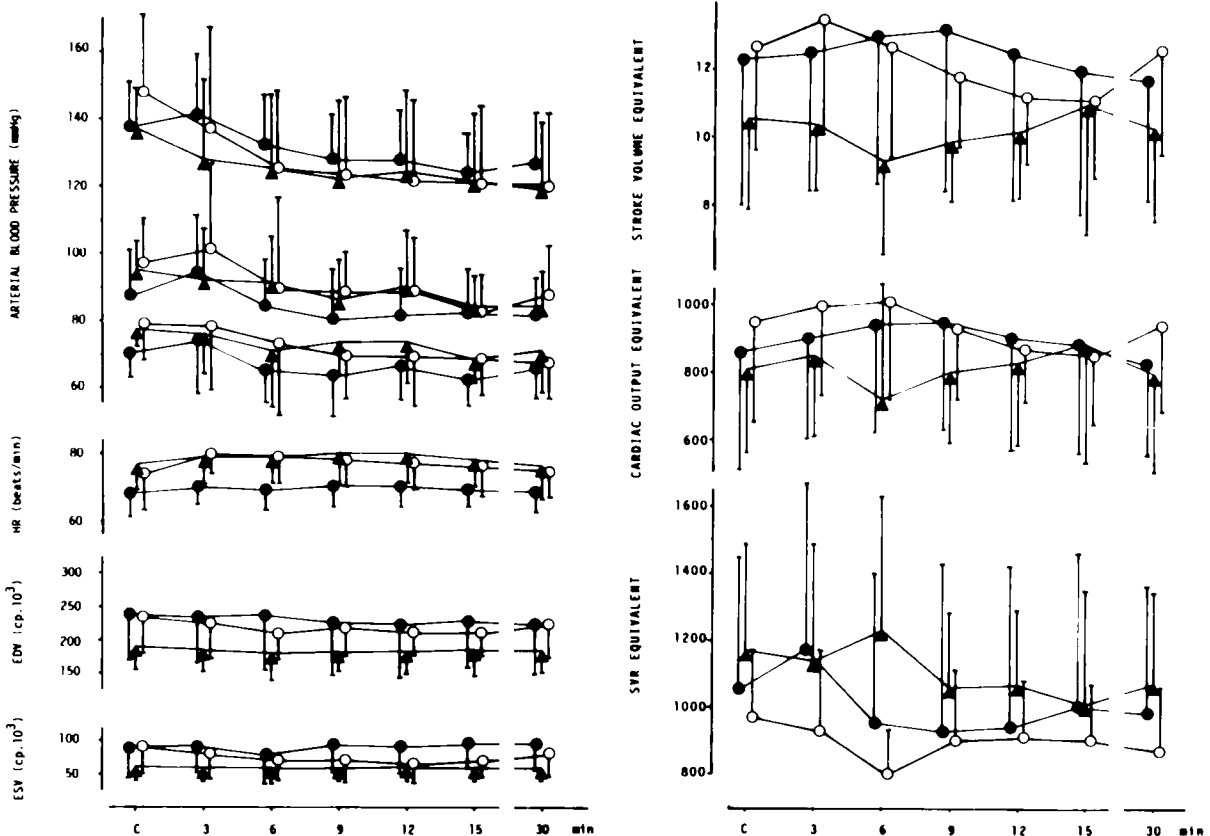 ARTERIAL BLOOD PRESSURE (mmHg)
160
140
120
100
80
60
HR (beats/min)
80
60
EDV (cp.10³)
300
250
200
150
ESV (cp.10³)
100
50
C 3 6 9 12 15 30 min
STROKE VOLUME EQUIVALENT
12
10
8
CARDIAC OUTPUT EQUIVALENT
1000
800
600
SVR EQUIVALENT
1600
1400
1200
1000
800
C 3 6 9 12 15 30 min